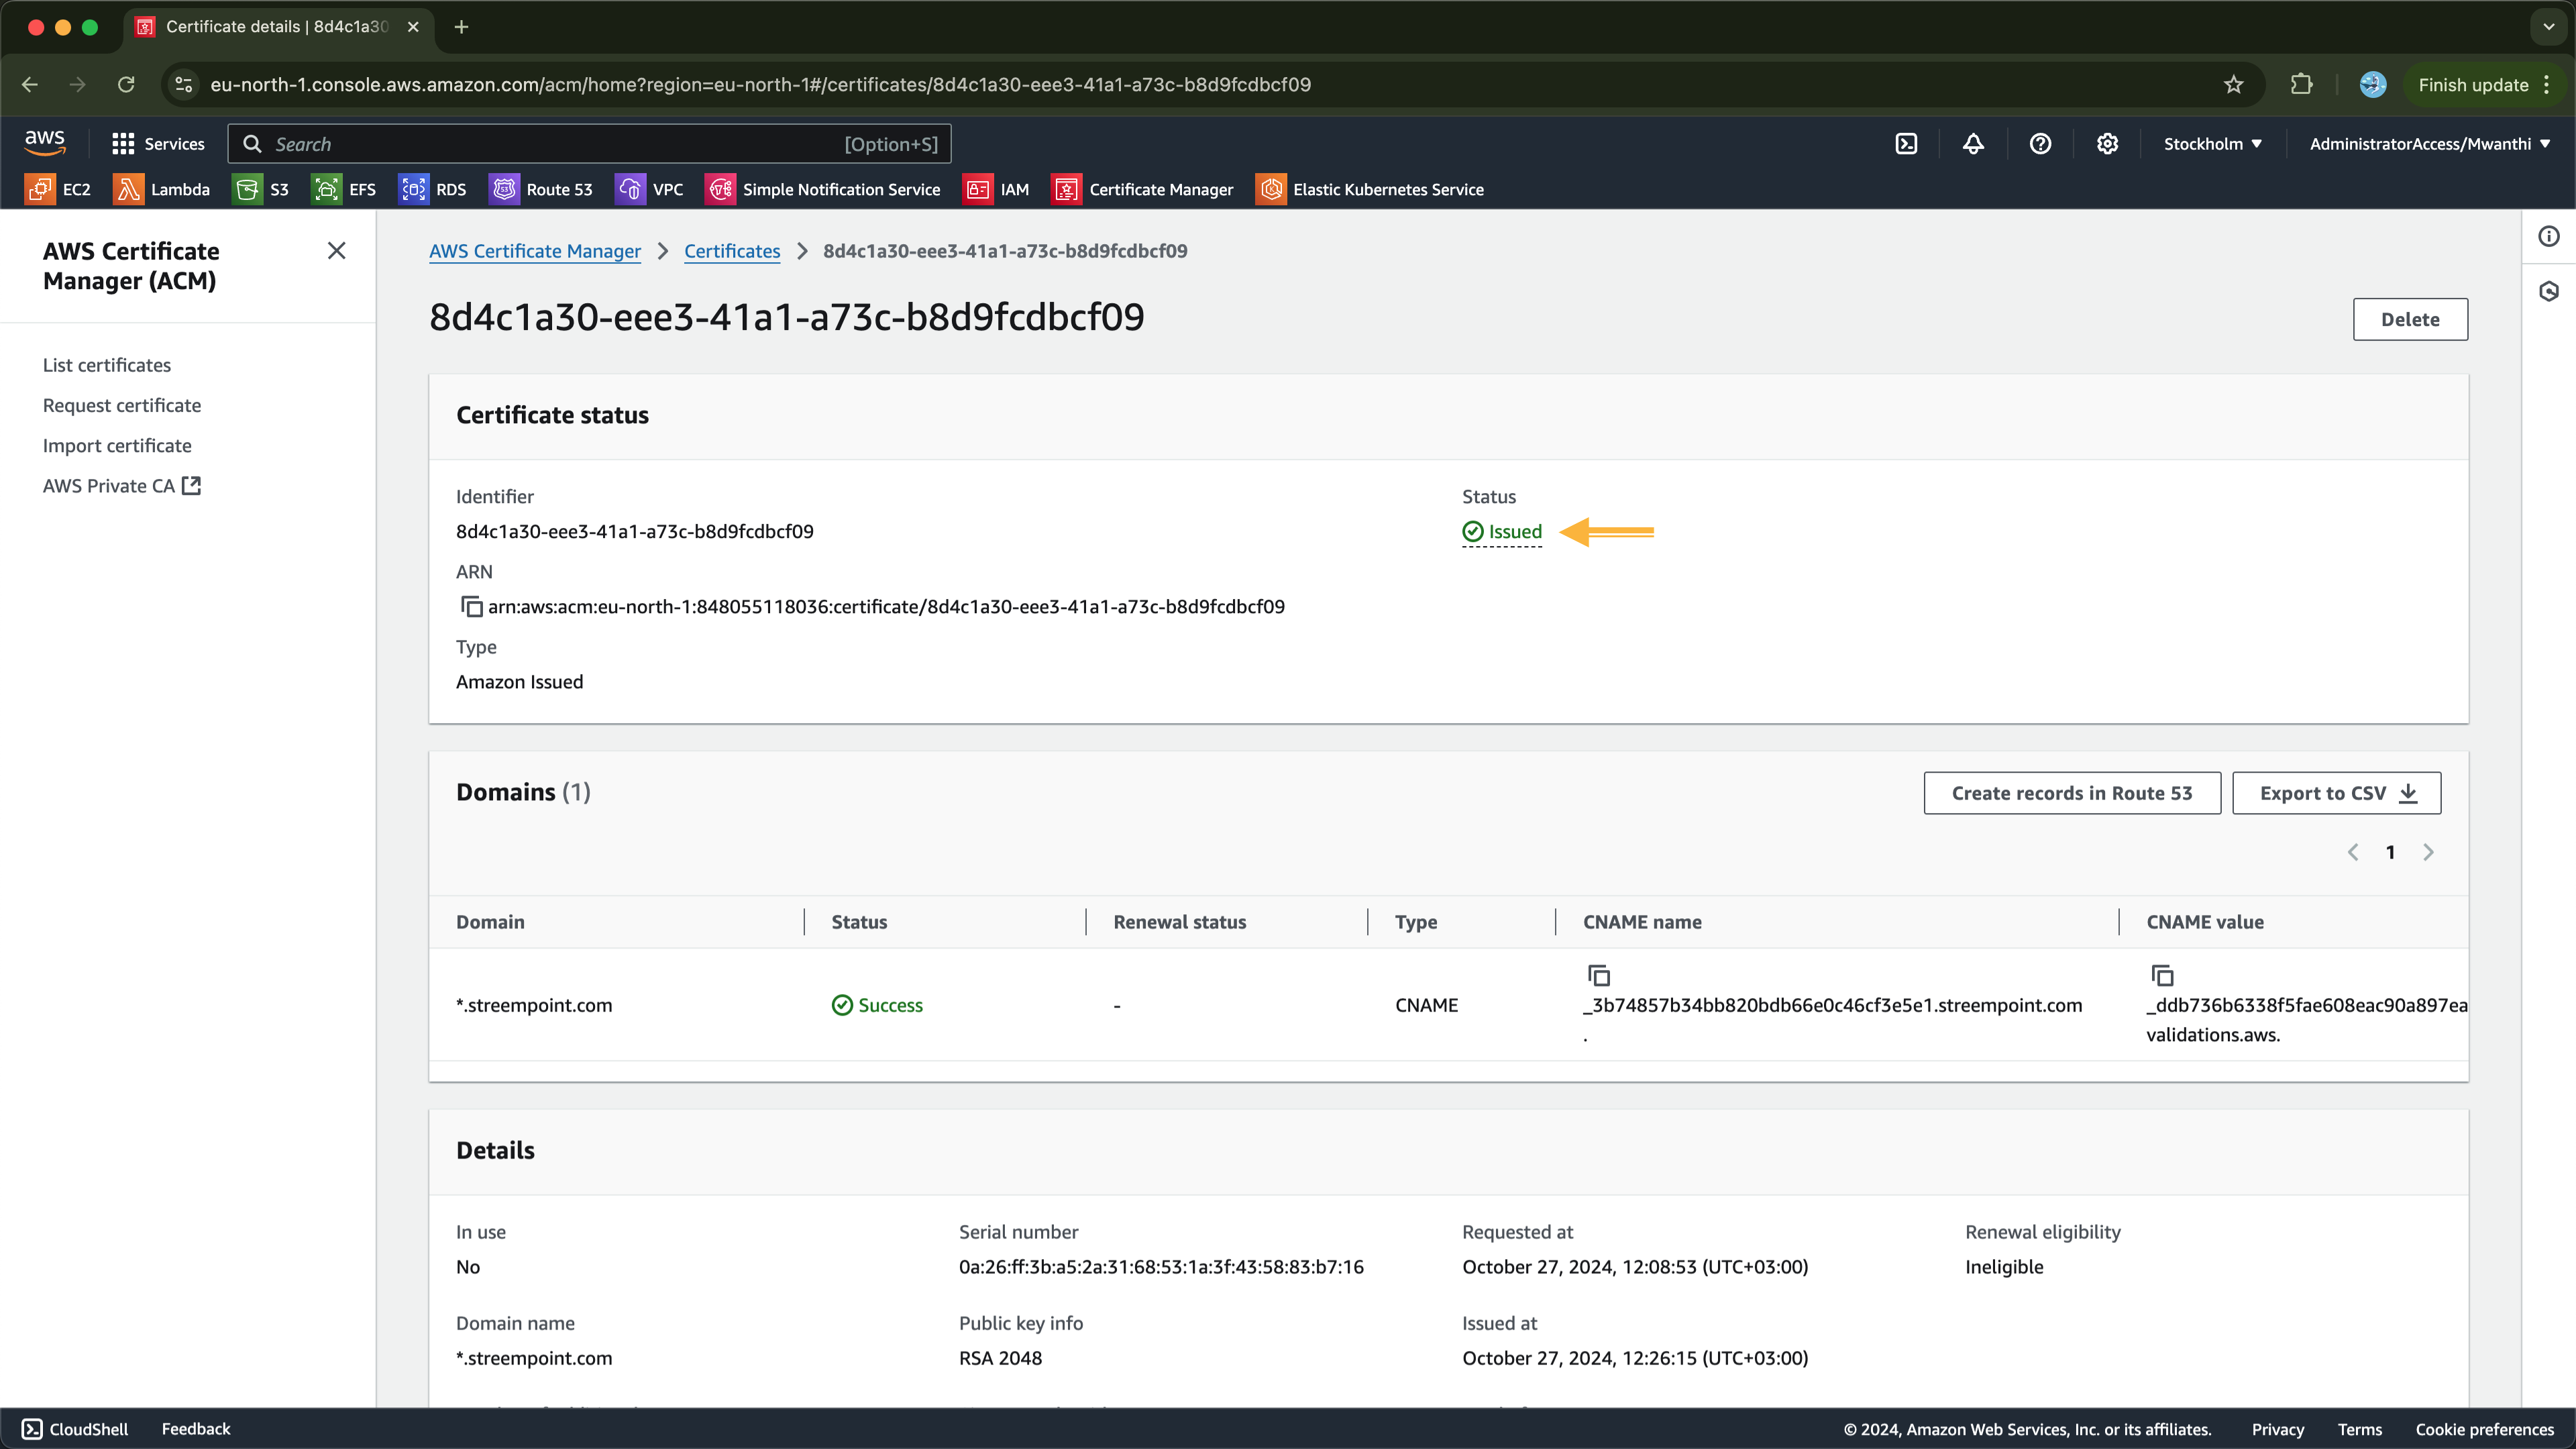 Certificate details | 8d4c1a30
eu-north-1.console.aws.amazon.com/acm/home?region=eu-north-1#/certificates/8d4c1a30-eee3-41a1-a73c-b8d9fcdbcf09
Finish update
aws
Services
Search
[Option+S]
Stockholm
AdministratorAccess/Mwanthi
EC2
Lambda
S3
EFS
RDS
Route 53
VPC
Simple Notification Service
IAM
Certificate Manager
Elastic Kubernetes Service
AWS Certificate
Manager (ACM)
List certificates
Request certificate
Import certificate
AWS Private CA
AWS Certificate Manager
Certificates
8d4c1a30-eee3-41a1-a73c-b8d9fcdbcf09
8d4c1a30-eee3-41a1-a73c-b8d9fcdbcf09
Delete
Certificate status
Identifier
8d4c1a30-eee3-41a1-a73c-b8d9fcdbcf09
Status
Issued
ARN
arn:aws:acm:eu-north-1:848055118036:certificate/8d4c1a30-eee3-41a1-a73c-b8d9fcdbcf09
Type
Amazon Issued
Domains (1)
Create records in Route 53
Export to CSV
1
Domain
Status
Renewal status
Type
CNAME name
CNAME value
*.streempoint.com
Success
-
CNAME
_3b74857b34bb820bdb66e0c46cf3e5e1.streempoint.com
.
_ddb736b6338f5fae608eac90a897ea
validations.aws.
Details
In use
No
Serial number
0a:26:ff:3b:a5:2a:31:68:53:1a:3f:43:58:83:b7:16
Requested at
October 27, 2024, 12:08:53 (UTC+03:00)
Renewal eligibility
Ineligible
Domain name
*.streempoint.com
Public key info
RSA 2048
Issued at
October 27, 2024, 12:26:15 (UTC+03:00)
CloudShell
Feedback
© 2024, Amazon Web Services, Inc. or its affiliates.
Privacy
Terms
Cookie preferences